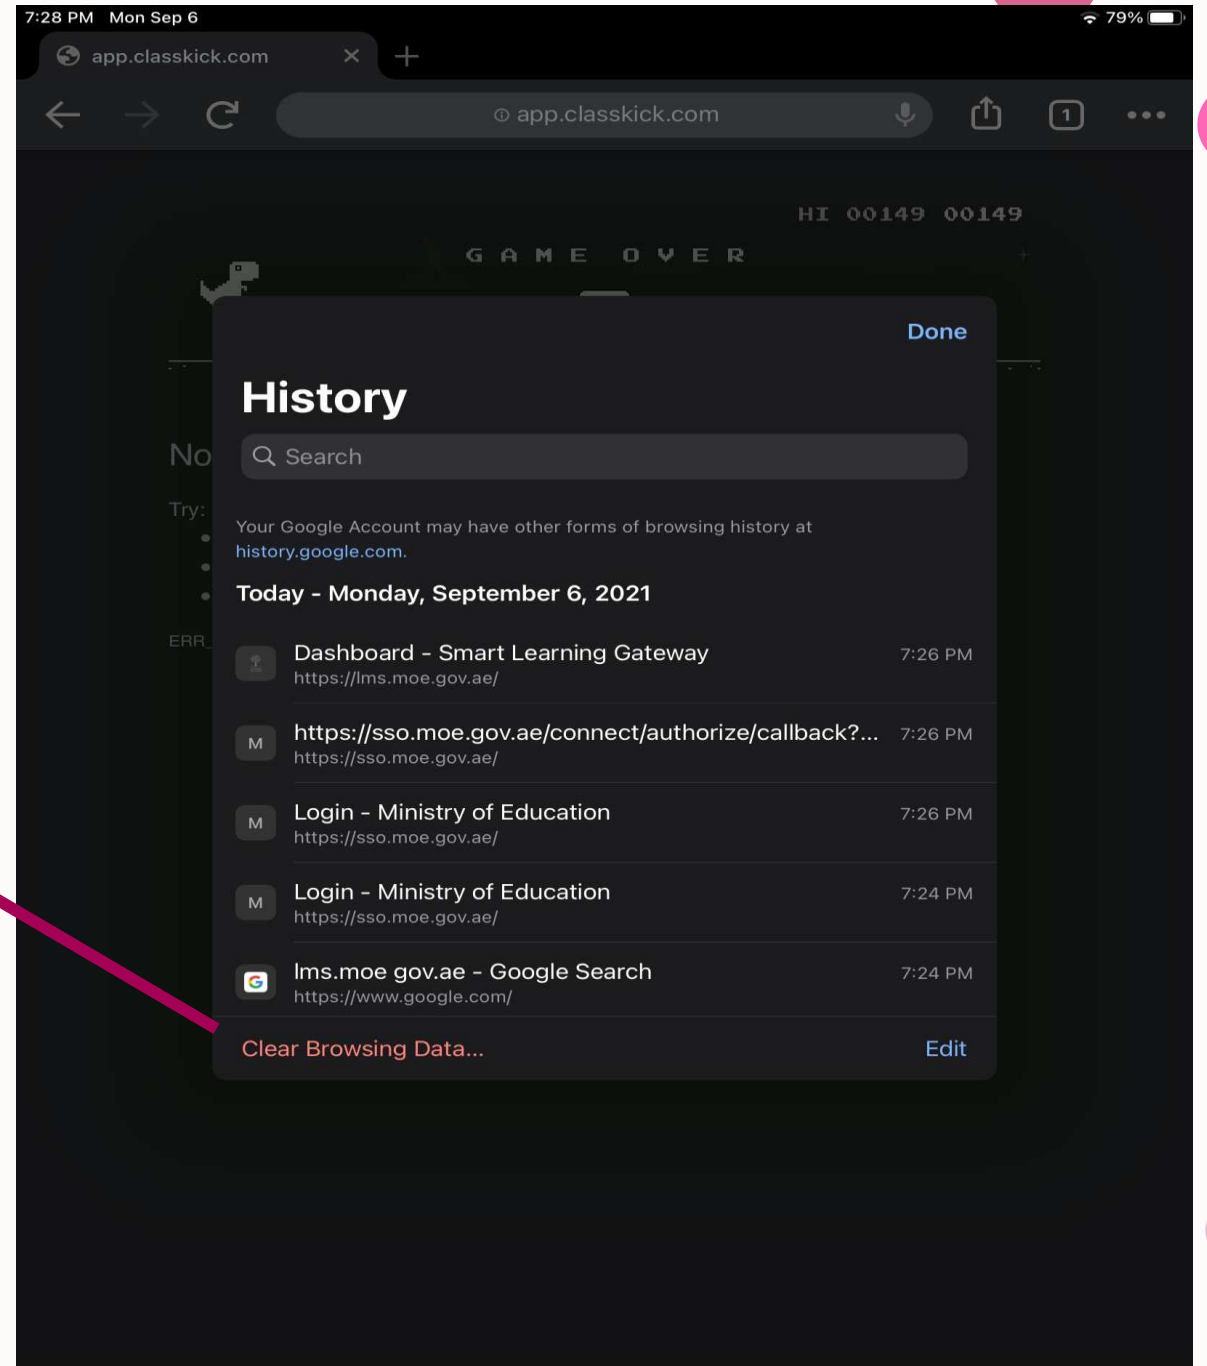 7:28 PM Mon Sep 6
79%
app.classkick.com
app.classkick.com
1
HI 00149 00149
GAME OVER
Done
History
No
Search
Try:
Your Google Account may have other forms of browsing history at
history.google.com.
Today - Monday, September 6, 2021
ERR_
Dashboard - Smart Learning Gateway
7:26 PM
https://lms.moe.gov.ae/
M
https://sso.moe.gov.ae/connect/authorize/callback?...
7:26 PM
https://sso.moe.gov.ae/
M
Login - Ministry of Education
7:26 PM
https://sso.moe.gov.ae/
M
Login - Ministry of Education
7:24 PM
https://sso.moe.gov.ae/
G
lms.moe gov.ae - Google Search
7:24 PM
https://www.google.com/
Clear Browsing Data...
Edit